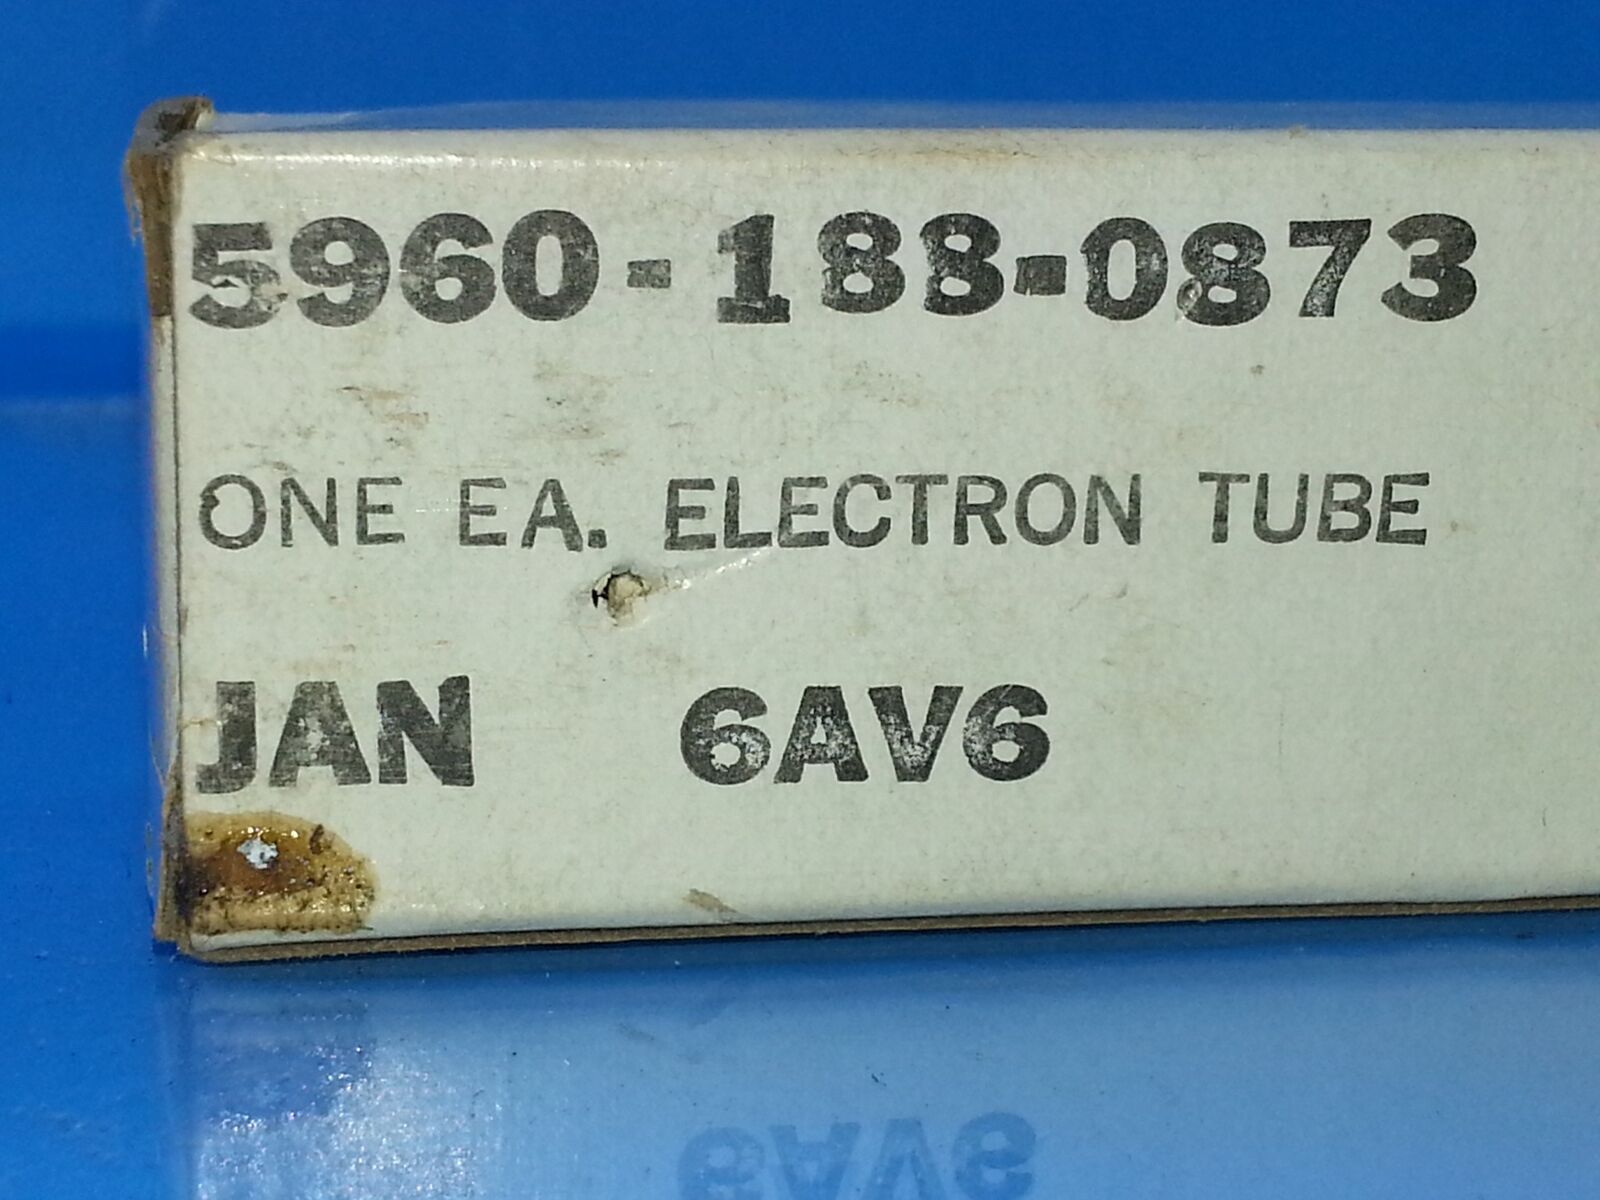 5960-188-0873
ONE EA. ELECTRON TUBE
JAN 6AV6